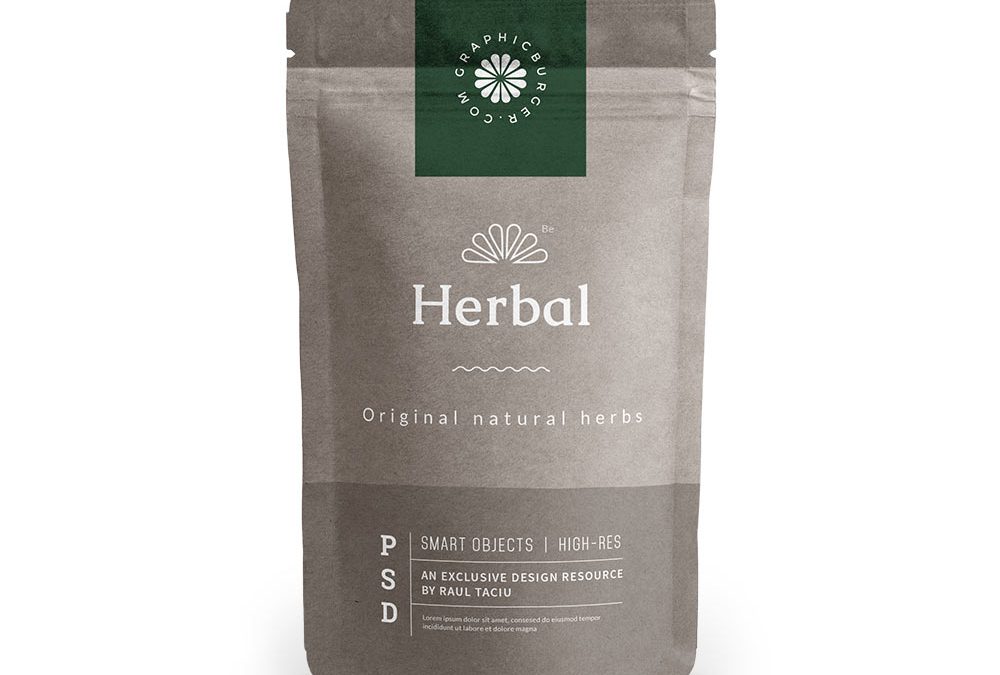 GRAPHICBURGER.COM
Be
Herbal
Original natural herbs
PSD
SMART OBJECTS | HIGH-RES
AN EXCLUSIVE DESIGN RESOURCE
BY RAUL TACIU
Lorem ipsum dolor sit amet, consesed do eiusmod tempor
incididunt ut labore et dolore magna